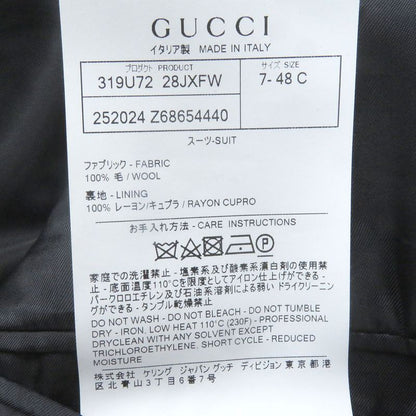 GUCCI
イタリア製 MADE IN ITALY
プロダクト PRODUCT
サイズ SIZE
319U72 28JXFW
7- 48 C
252024 Z68654440
スーツ-SUIT
ファブリック - FABRIC
100% 毛 / WOOL
裏地 - LINING
100% レーヨン/キュプラ / RAYON CUPRO
お手入れ方法 - CARE INSTRUCTIONS
P
家庭での洗濯禁止 - 塩素系及び酸素系漂白剤の使用禁
止 - 底面温度110°Cを限度としてアイロン仕上げができる -
パークロロエチレン及び石油系溶剤による弱い ドライクリーニ
ングができる - タンブル乾燥禁止
DO NOT WASH - DO NOT BLEACH - DO NOT TUMBLE
DRY - IRON, LOW HEAT 110°C (230F) - PROFESSIONAL
DRYCLEAN WITH ANY SOLVENT EXCEPT
TRICHLOROETHYLENE, SHORT CYCLE - REDUCED
MOISTURE
株式会社 ケリング ジャパン グッチ ディビジョン 東京都 港
区北青山3丁目6番7号